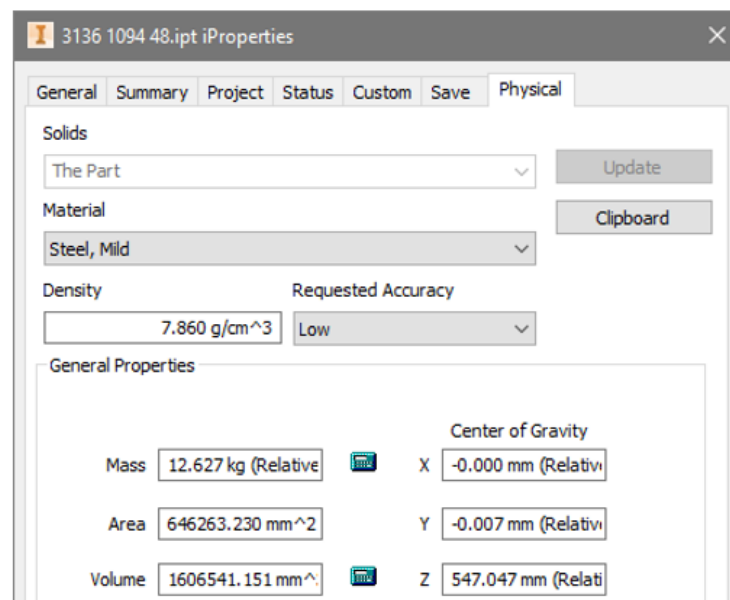 3136 1094 48.ipt iProperties
General Summary Project Status Custom Save Physical
Solids
The Part
Update
Material
Clipboard
Steel, Mild
Density Requested Accuracy
7.860 g/cm^3 Low
General Properties
Center of Gravity
Mass 12.627 kg (Relative X -0.000 mm (Relativ
Area 646263.230 mm^2 Y -0.007 mm (Relativ
Volume 1606541.151 mm^ Z 547.047 mm (Relati